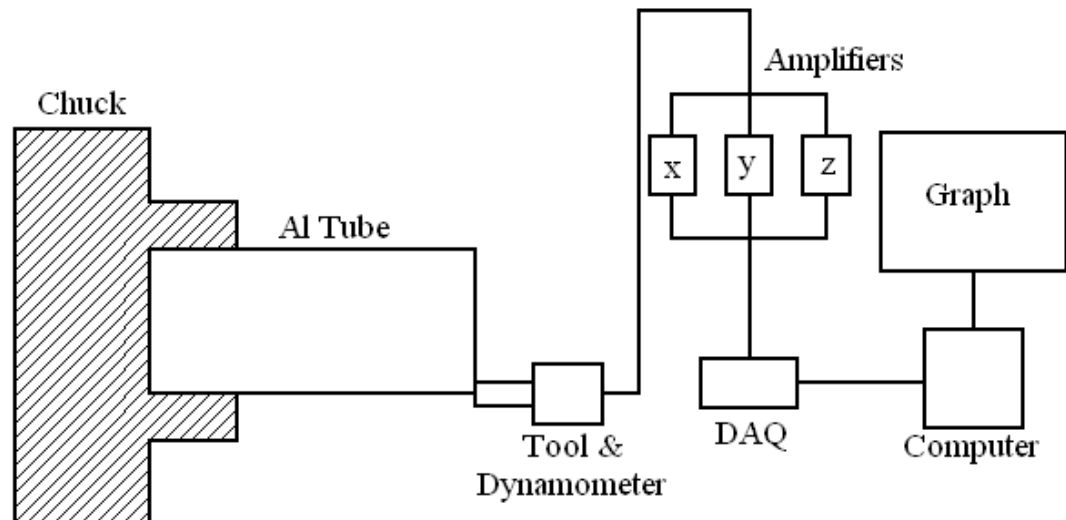 Amplifiers
Chuck
x
y
z
Graph
Al Tube
Tool &
Dynamometer
DAQ
Computer